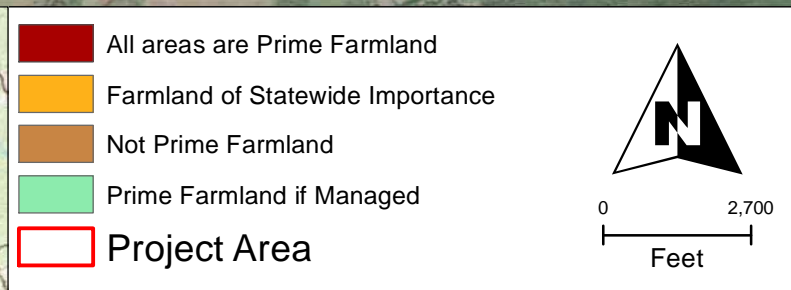 All areas are Prime Farmland
Farmland of Statewide Importance
Not Prime Farmland
Prime Farmland if Managed
Project Area
N
0 2,700
Feet